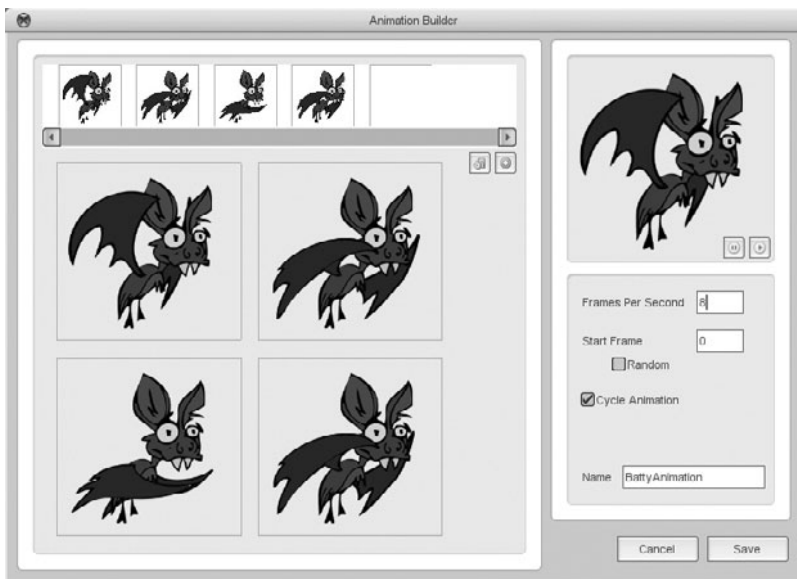 Animation Builder
Frames Per Second 8
Start Frame 0
Random
Cycle Animation
Name BattyAnimation
Cancel Save